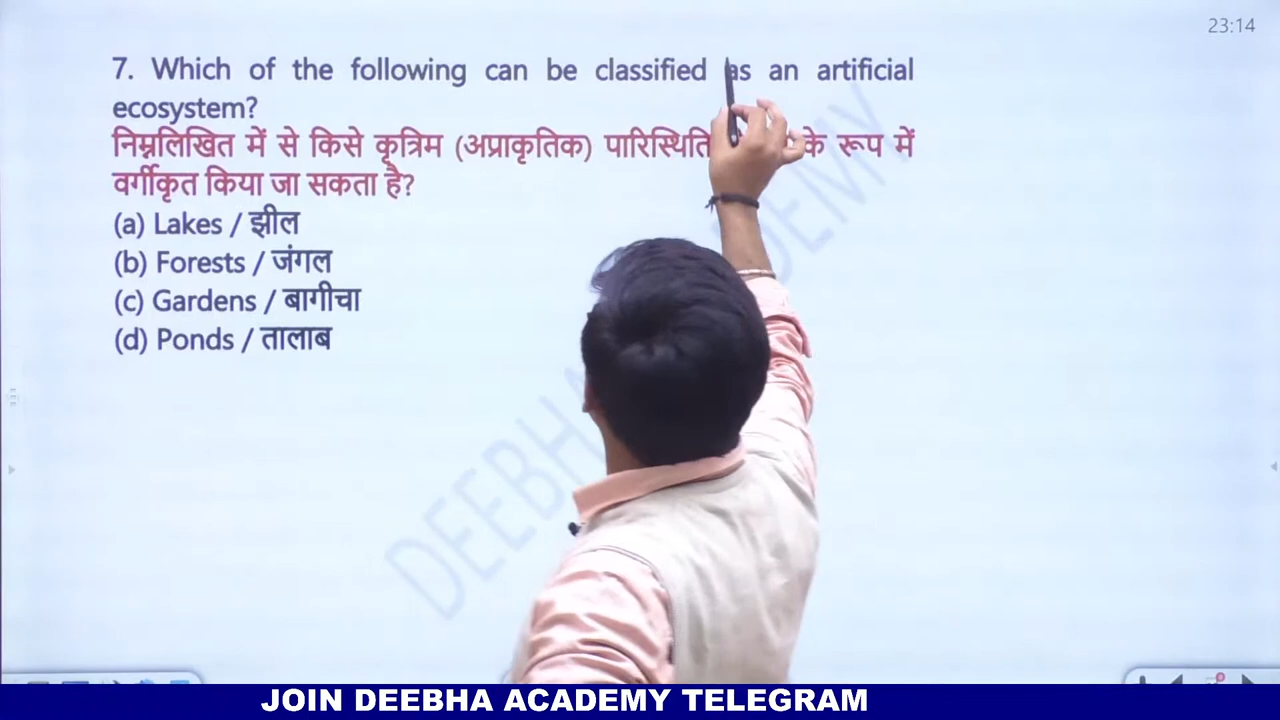 23:14
7. Which of the following can be classified as an artificial
ecosystem?
निम्नलिखित में से किसे कृत्रिम (अप्राकृतिक) के रूप में
वर्गीकृत किया जा सकता है?
(a) Lakes / झील
(b) Forests / जंगल
(c) Gardens / बागीचा
(d) Ponds / तालाब
JOIN DEEBHA ACADEMY TELEGRAM